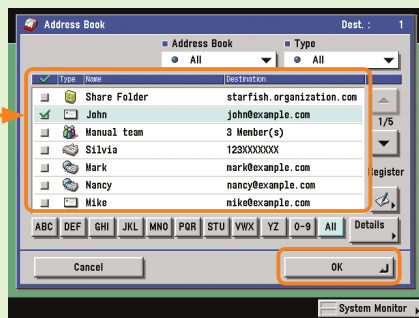 Address Book Dest. : 1
Address Book Type
All All
Type Name Destination
Share Folder starfish.organization.com
John john@example.com
Manual team 3 Member(s)
Silvia 123XXXXXXX
Mark mark@example.com
Nancy nancy@example.com
Mike mike@example.com
1/5
Register
ABC DEF GHI JKL MNO PQR STU VWX YZ 0-9 All Details
Cancel OK
System Monitor